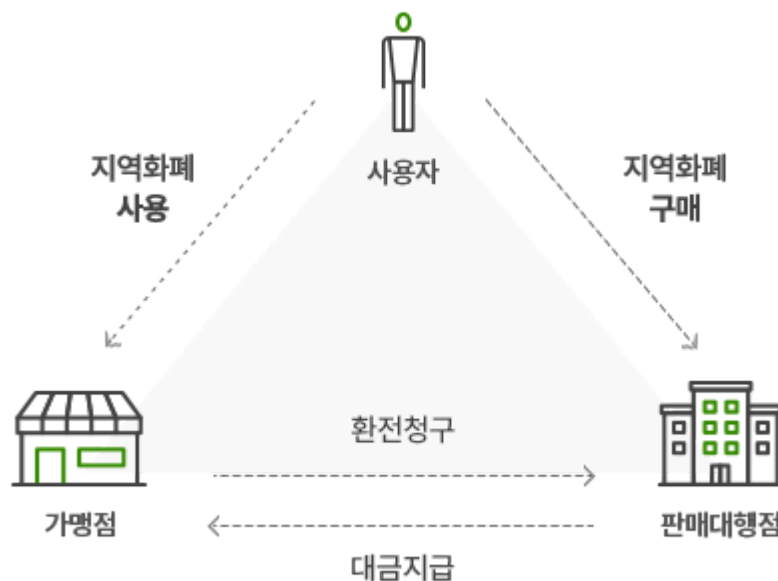 사용자
지역화폐
사용
지역화폐
구매
환전청구
가맹점
판매대행점
대금지급